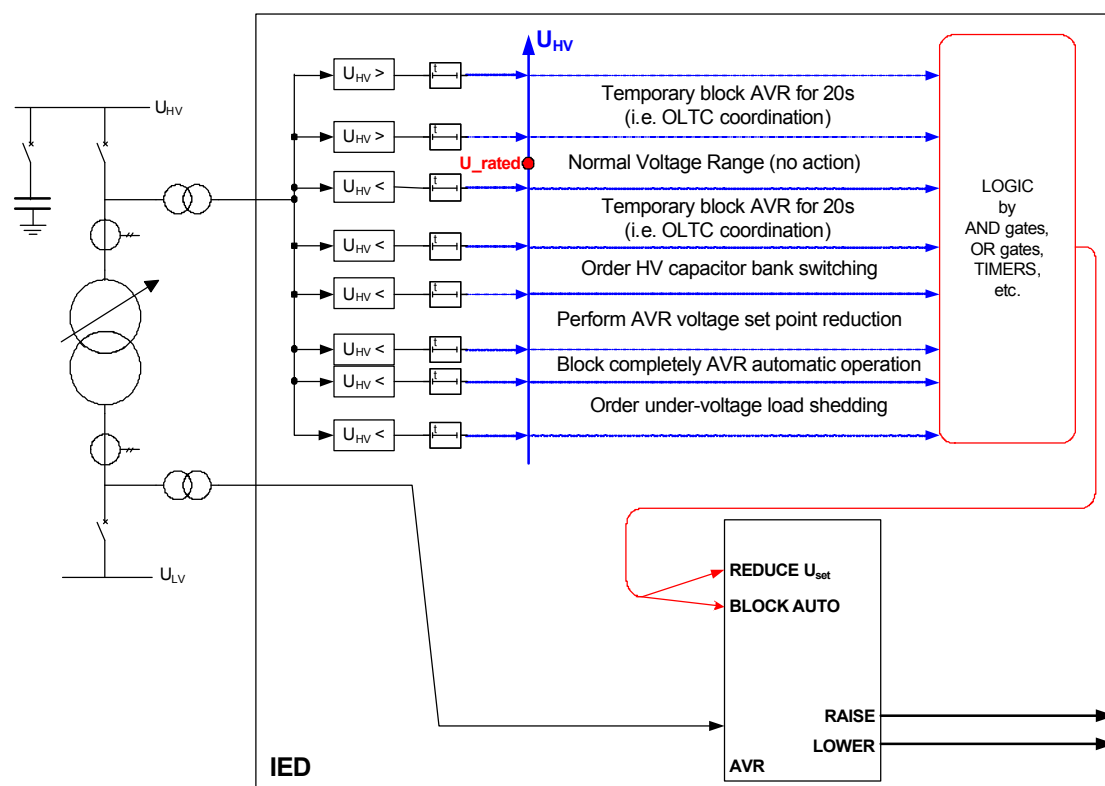 U_HV
U_HV
U_HV >
t
Temporary block AVR for 20s
(i.e. OLTC coordination)
U_HV >
t
U_rated
Normal Voltage Range (no action)
U_HV <
t
Temporary block AVR for 20s
(i.e. OLTC coordination)
U_HV <
t
Order HV capacitor bank switching
U_HV <
t
Perform AVR voltage set point reduction
U_HV <
t
Block completely AVR automatic operation
U_HV <
t
Order under-voltage load shedding
U_HV <
t
LOGIC
by
AND gates,
OR gates,
TIMERS,
etc.
U_LV
REDUCE U_set
BLOCK AUTO
RAISE
LOWER
AVR
IED